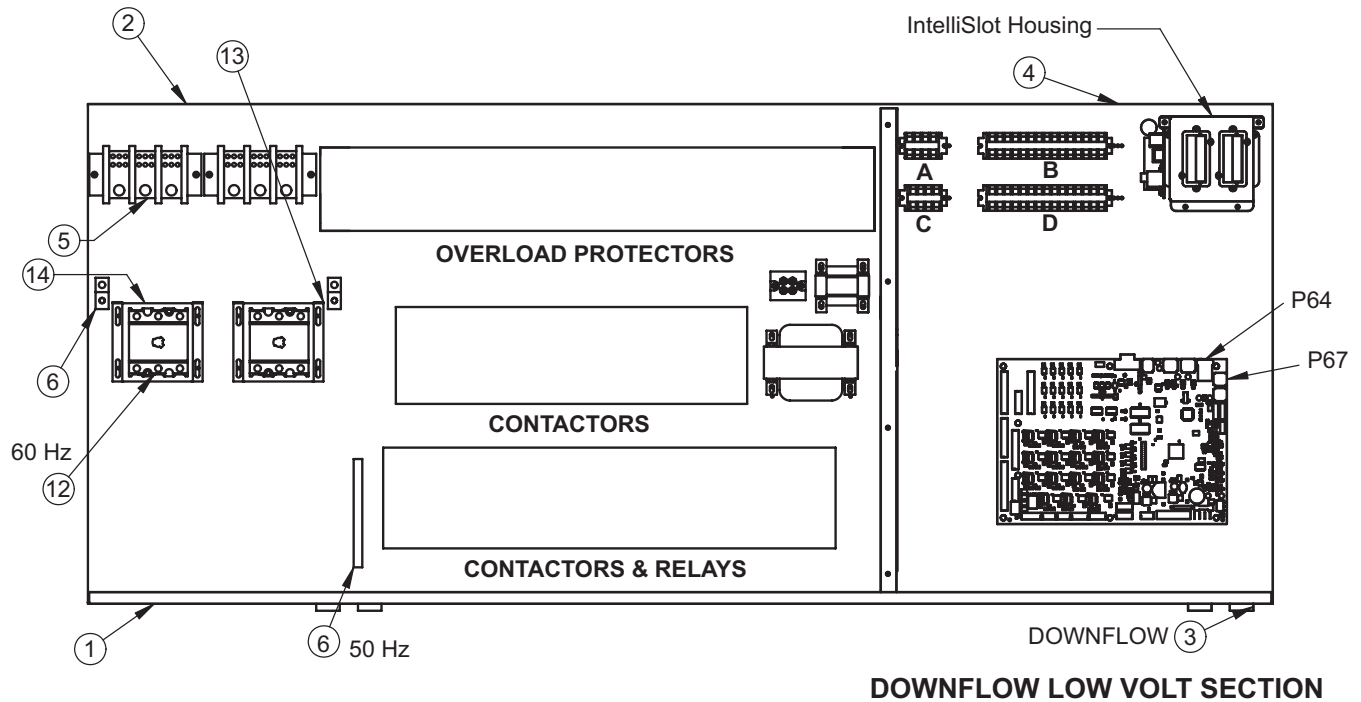 2
IntelliSlot Housing
13
4
A
B
C
D
5
OVERLOAD PROTECTORS
14
P64
6
P67
CONTACTORS
60 Hz
12
CONTACTORS & RELAYS
1
6 50 Hz
DOWNFLOW 3
DOWNFLOW LOW VOLT SECTION